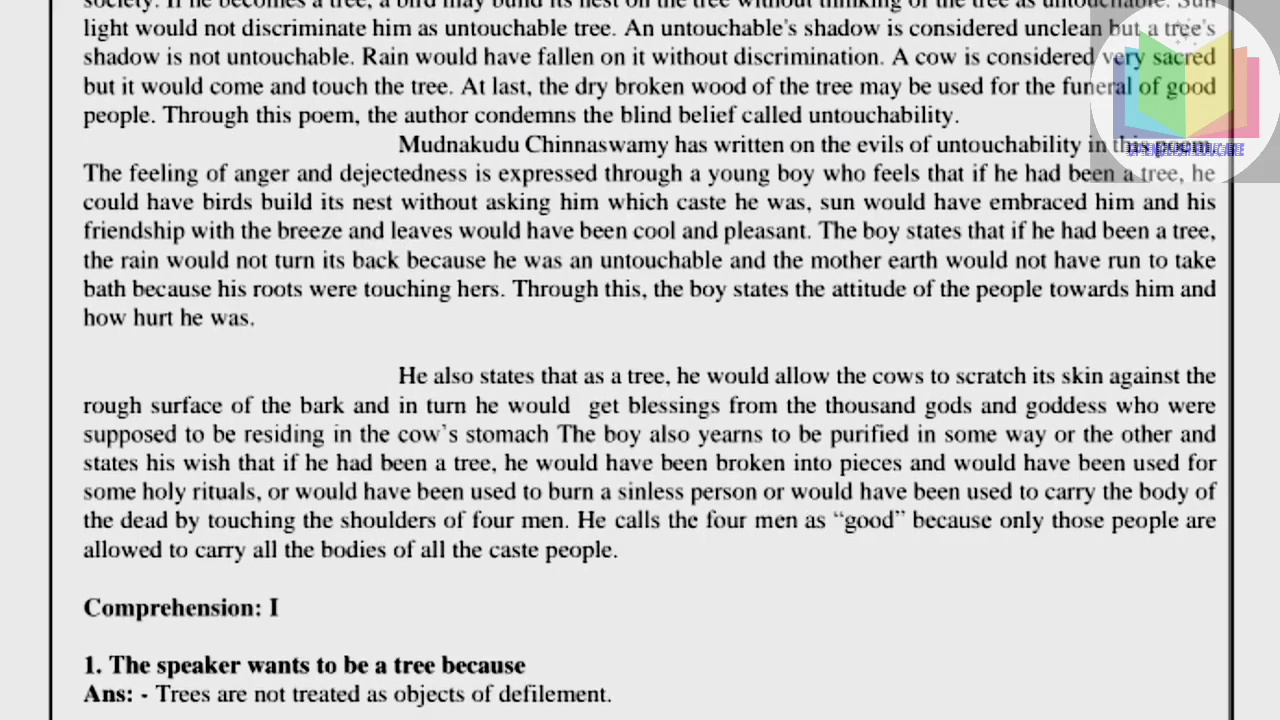 society. If he becomes a tree, a bird may build its nest on the tree without thinking of the tree as untouchable. Sun
light would not discriminate him as untouchable tree. An untouchable's shadow is considered unclean but a tree's
shadow is not untouchable. Rain would have fallen on it without discrimination. A cow is considered very sacred
but it would come and touch the tree. At last, the dry broken wood of the tree may be used for the funeral of good
people. Through this poem, the author condemns the blind belief called untouchability.
Mudnakudu Chinnaswamy has written on the evils of untouchability in this poem.
The feeling of anger and dejectedness is expressed through a young boy who feels that if he had been a tree, he
could have birds build its nest without asking him which caste he was, sun would have embraced him and his
friendship with the breeze and leaves would have been cool and pleasant. The boy states that if he had been a tree,
the rain would not turn its back because he was an untouchable and the mother earth would not have run to take
bath because his roots were touching hers. Through this, the boy states the attitude of the people towards him and
how hurt he was.
He also states that as a tree, he would allow the cows to scratch its skin against the
rough surface of the bark and in turn he would get blessings from the thousand gods and goddess who were
supposed to be residing in the cow's stomach The boy also yearns to be purified in some way or the other and
states his wish that if he had been a tree, he would have been broken into pieces and would have been used for
some holy rituals, or would have been used to burn a sinless person or would have been used to carry the body of
the dead by touching the shoulders of four men. He calls the four men as “good” because only those people are
allowed to carry all the bodies of all the caste people.
Comprehension: I
1. The speaker wants to be a tree because
Ans: - Trees are not treated as objects of defilement.